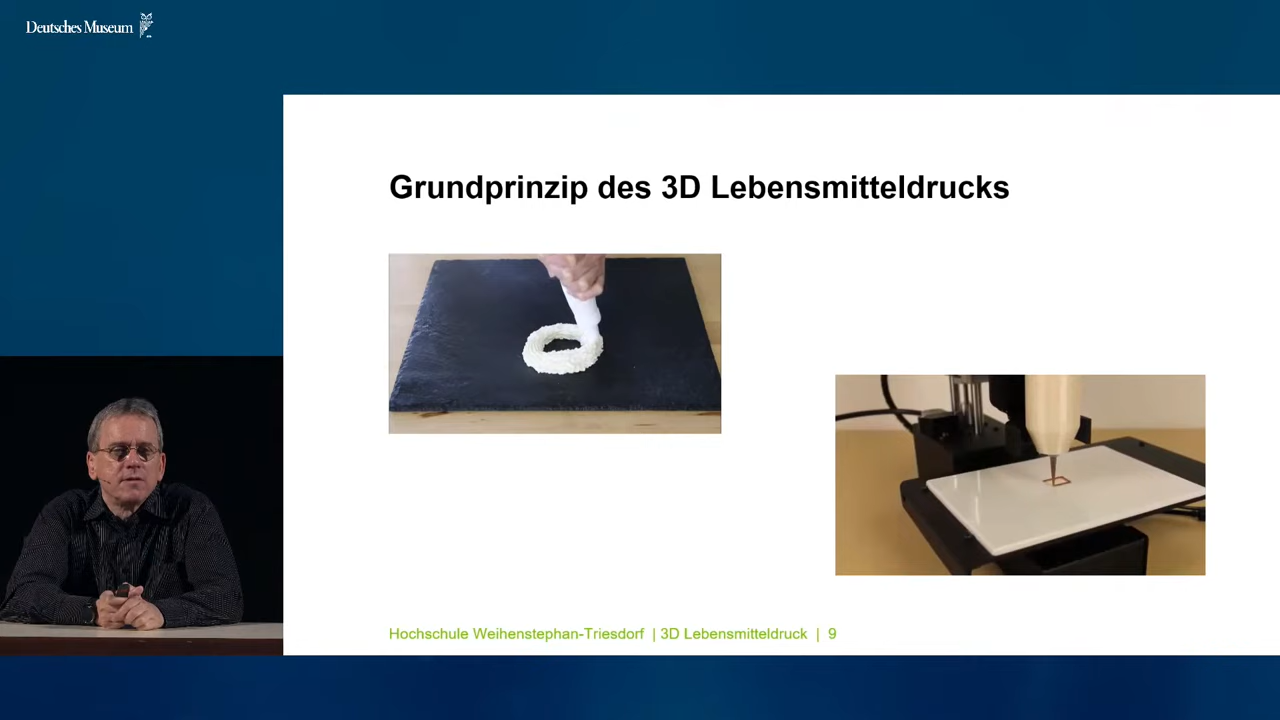 Deutsches Museum
Grundprinzip des 3D Lebensmitteldrucks
Hochschule Weihenstephan-Triesdorf | 3D Lebensmitteldruck | 9